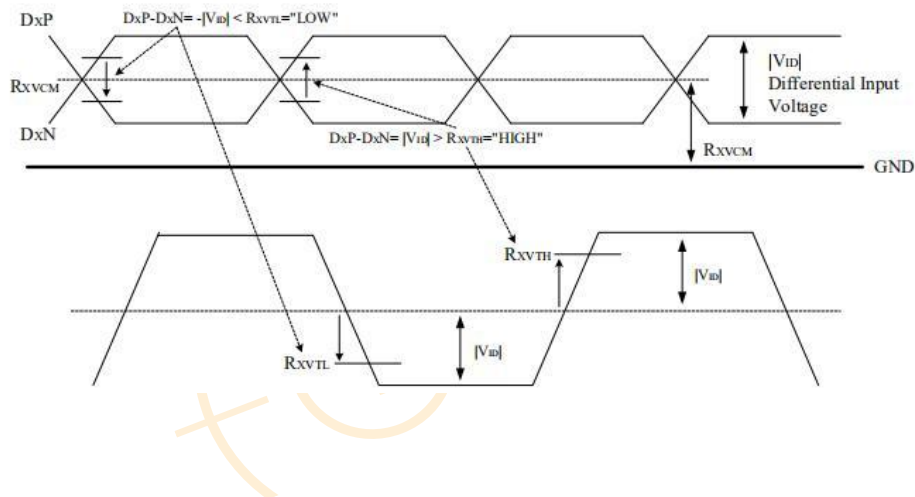 DxP
DxP-DxN= -|VID| < RXVTL="LOW"
|VID|
Differential Input
Voltage
RXVCM
DxN
DxP-DxN= |VID| > RXVTH="HIGH"
RXVCM
GND
RXVTH
|VID|
|VID|
RXVTL